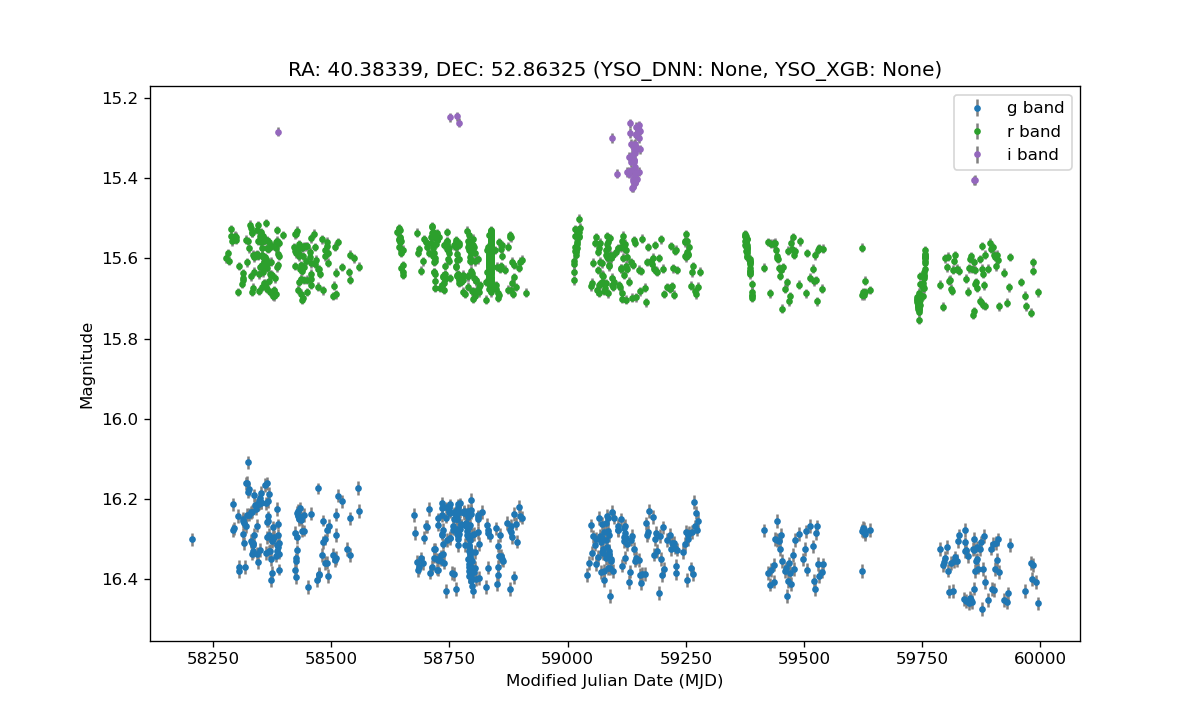 RA: 40.38339, DEC: 52.86325 (YSO_DNN: None, YSO_XGB: None)
g band
r band
i band
15.2
15.4
15.6
15.8
16.0
16.2
16.4
Magnitude
58250 58500 58750 59000 59250 59500 59750 60000
Modified Julian Date (MJD)